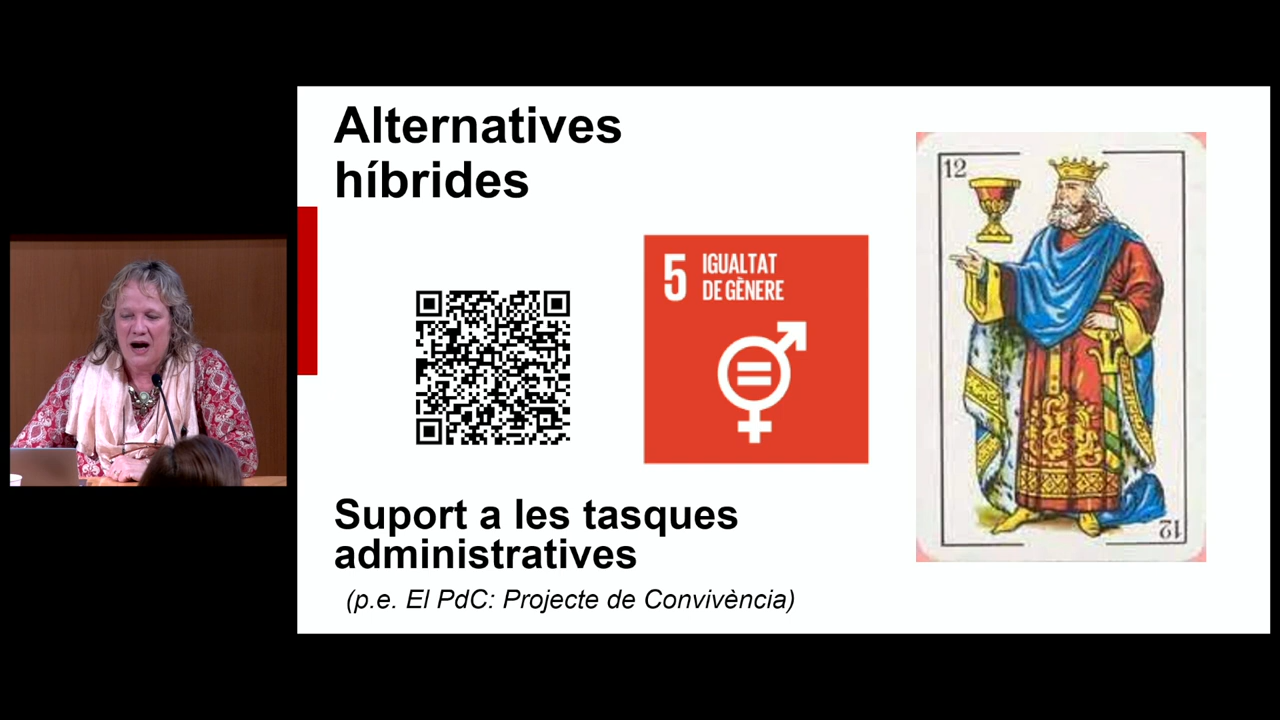 Alternatives
híbrides
5 IGUALTAT
DE GÈNERE
12
12
Suport a les tasques
administratives
(p.e. El PdC: Projecte de Convivència)